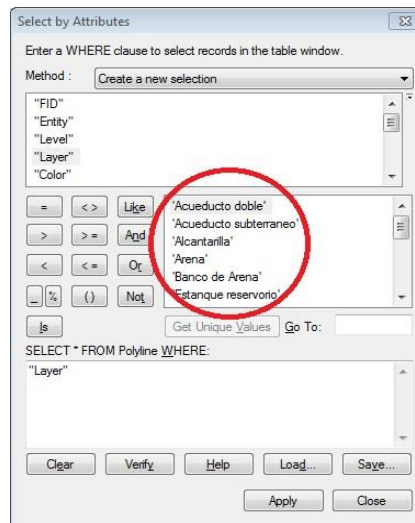 Select by Attributes
Enter a WHERE clause to select records in the table window.
Method : Create a new selection
"FID"
"Entity"
"Level"
"Layer"
"Color"
= < > Like
> > = And
< < = Or
_ % () Not
Is
'Acueducto doble'
'Acueducto subterraneo'
'Alcantarilla'
'Arena'
'Banco de Arena'
'Estanque reservorio'
Get Unique Values Go To:
SELECT * FROM Polyline WHERE:
"Layer"
Clear Verify Help Load... Save...
Apply Close